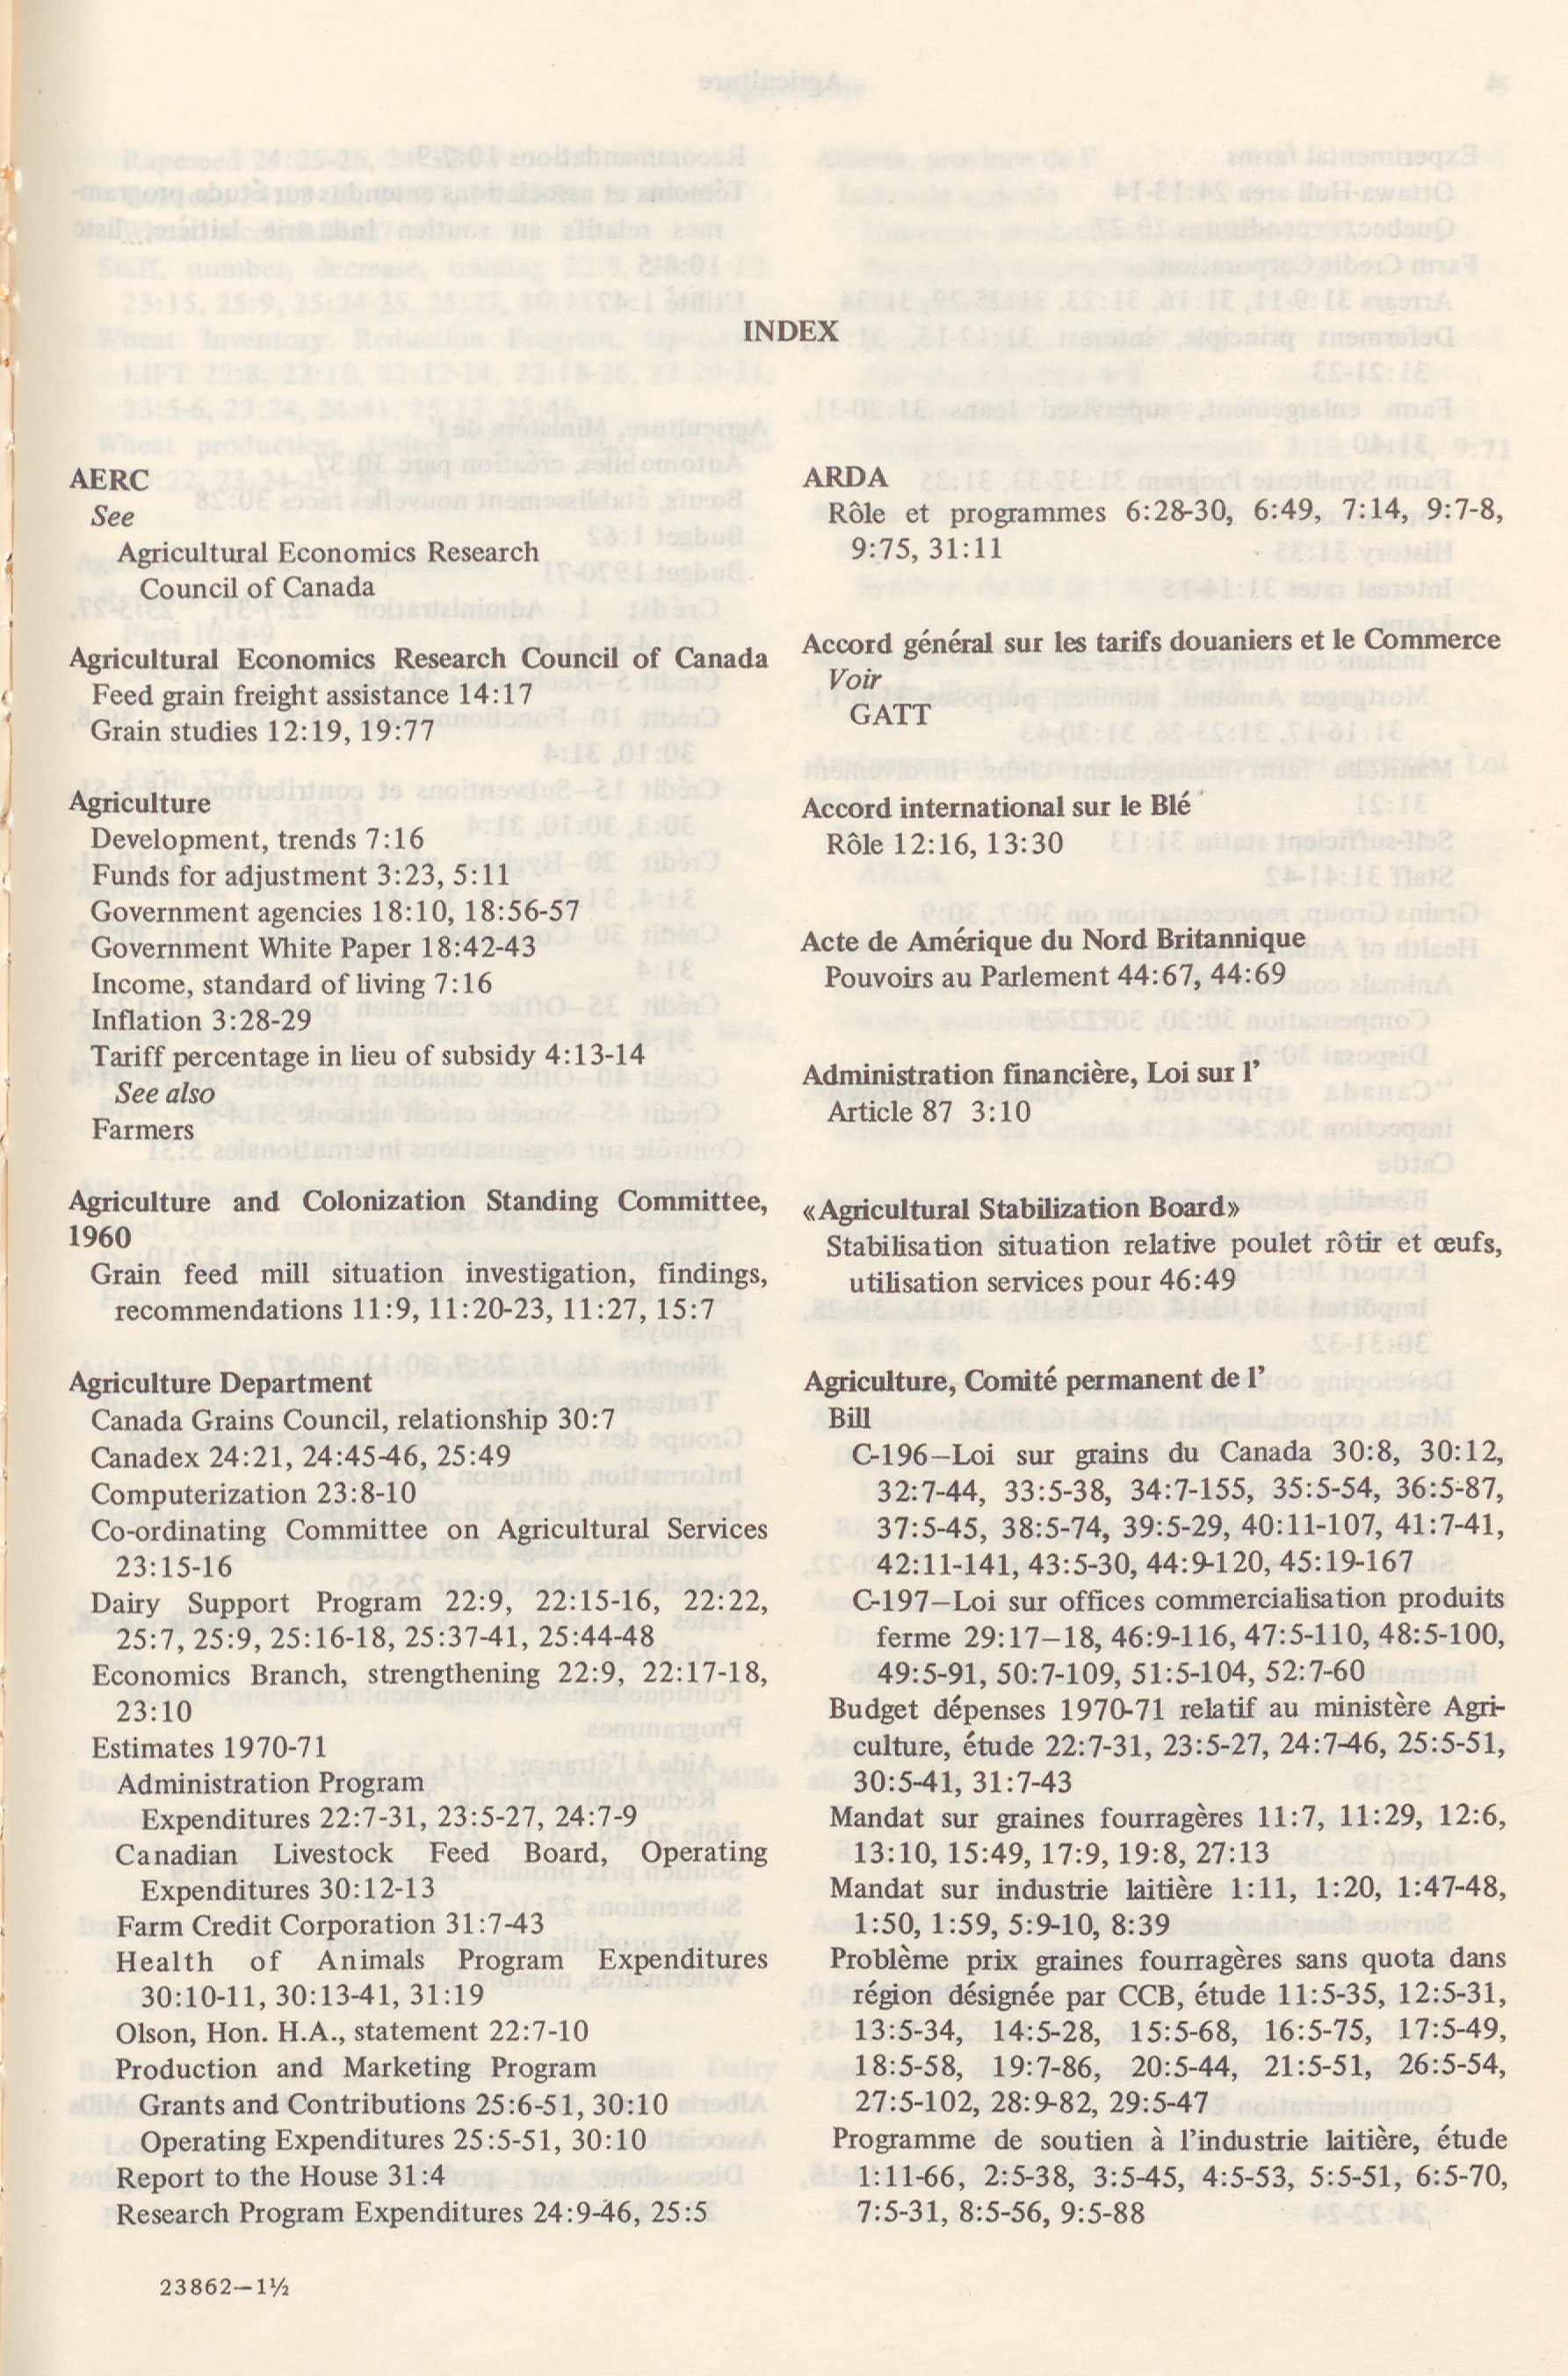 INDEX
AERC
See
Agricultural Economics Research
Council of Canada
Agricultural Economics Research Council of Canada
Feed grain freight assistance 14:17
Grain studies 12:19, 19:77
Agriculture
Development, trends 7:16
Funds for adjustment 3:23, 5:11
Government agencies 18:10, 18:56-57
Government White Paper 18:42-43
Income, standard of living 7:16
Inflation 3:28-29
Tariff percentage in lieu of subsidy 4:13-14
See also
Farmers
Agriculture and Colonization Standing Committee,
1960
Grain feed mill situation investigation, findings,
recommendations 11:9, 11:20-23, 11:27, 15:7
Agriculture Department
Canada Grains Council, relationship 30:7
Canadex 24:21, 24:45-46, 25:49
Computerization 23:8-10
Co-ordinating Committee on Agricultural Services
23:15-16
Dairy Support Program 22:9, 22:15-16, 22:22,
25:7, 25:9, 25:16-18, 25:37-41, 25:44-48
Economics Branch, strengthening 22:9, 22:17-18,
23:10
Estimates 1970-71
Administration Program
Expenditures 22:7-31, 23:5-27, 24:7-9
Canadian Livestock Feed Board, Operating
Expenditures 30:12-13
Farm Credit Corporation 31:7-43
Health of Animals Program Expenditures
30:10-11, 30:13-41, 31:19
Olson, Hon. H.A., statement 22:7-10
Production and Marketing Program
Grants and Contributions 25:6-51, 30:10
Operating Expenditures 25:5-51, 30:10
Report to the House 31:4
Research Program Expenditures 24:9-46, 25:5
23862—1½
ARDA
Rôle et programmes 6:28-30, 6:49, 7:14, 9:7-8,
9:75, 31:11
Accord général sur les tarifs douaniers et le Commerce
Voir
GATT
Accord international sur le Blé
Rôle 12:16, 13:30
Acte de Amérique du Nord Britannique
Pouvoirs au Parlement 44:67, 44:69
Administration financière, Loi sur l'
Article 87 3:10
«Agricultural Stabilization Board»
Stabilisation situation relative poulet rôtir et œufs,
utilisation services pour 46:49
Agriculture, Comité permanent de l'
Bill
C-196—Loi sur grains du Canada 30:8, 30:12,
32:7-44, 33:5-38, 34:7-155, 35:5-54, 36:5-87,
37:5-45, 38:5-74, 39:5-29, 40:11-107, 41:7-41,
42:11-141, 43:5-30, 44:9-120, 45:19-167
C-197—Loi sur offices commercialisation produits
ferme 29:17—18, 46:9-116, 47:5-110, 48:5-100,
49:5-91, 50:7-109, 51:5-104, 52:7-60
Budget dépenses 1970-71 relatif au ministère Agri-
culture, étude 22:7-31, 23:5-27, 24:7-46, 25:5-51,
30:5-41, 31:7-43
Mandat sur graines fourragères 11:7, 11:29, 12:6,
13:10, 15:49, 17:9, 19:8, 27:13
Mandat sur industrie laitière 1:11, 1:20, 1:47-48,
1:50, 1:59, 5:9-10, 8:39
Problème prix graines fourragères sans quota dans
région désignée par CCB, étude 11:5-35, 12:5-31,
13:5-34, 14:5-28, 15:5-68, 16:5-75, 17:5-49,
18:5-58, 19:7-86, 20:5-44, 21:5-51, 26:5-54,
27:5-102, 28:9-82, 29:5-47
Programme de soutien à l'industrie laitière, étude
1:11-66, 2:5-38, 3:5-45, 4:5-53, 5:5-51, 6:5-70,
7:5-31, 8:5-56, 9:5-88